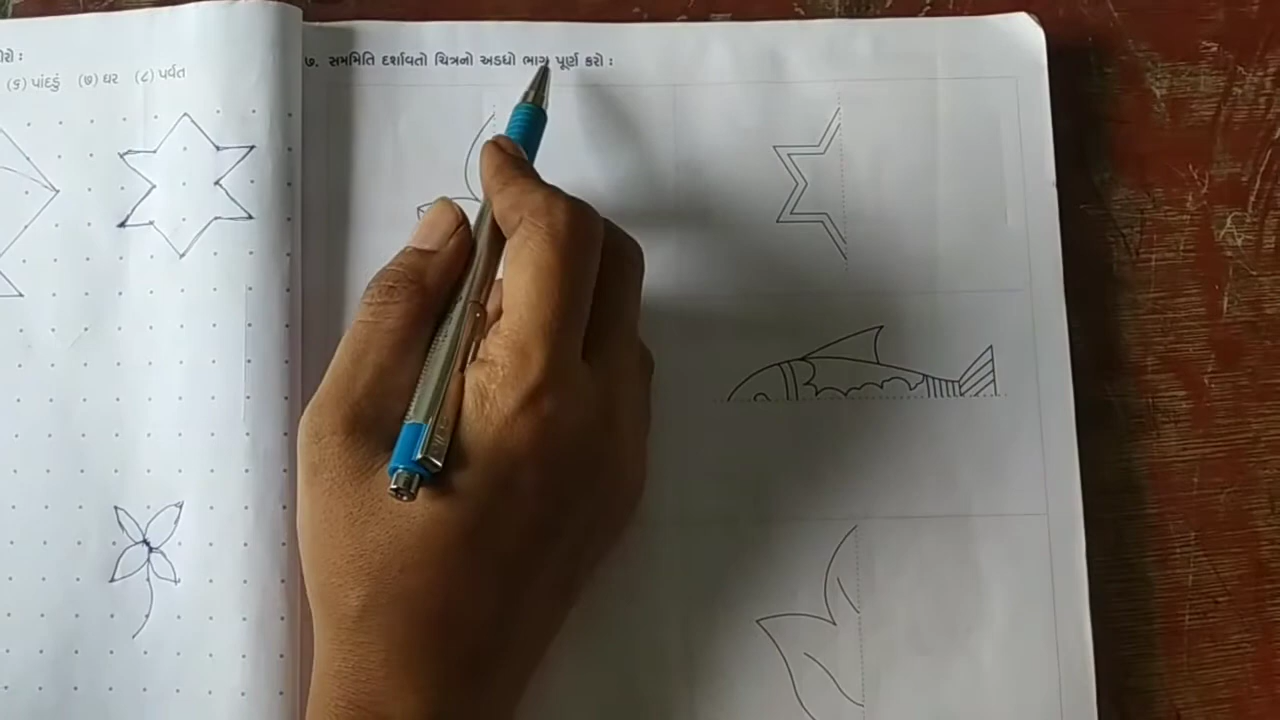 (૬) પાંદડું (૭) ઘર (૮) પર્વત
૭. સમમિતિ દર્શાવતો ચિત્રનો અડધો ભાગ પૂર્ણ કરો :